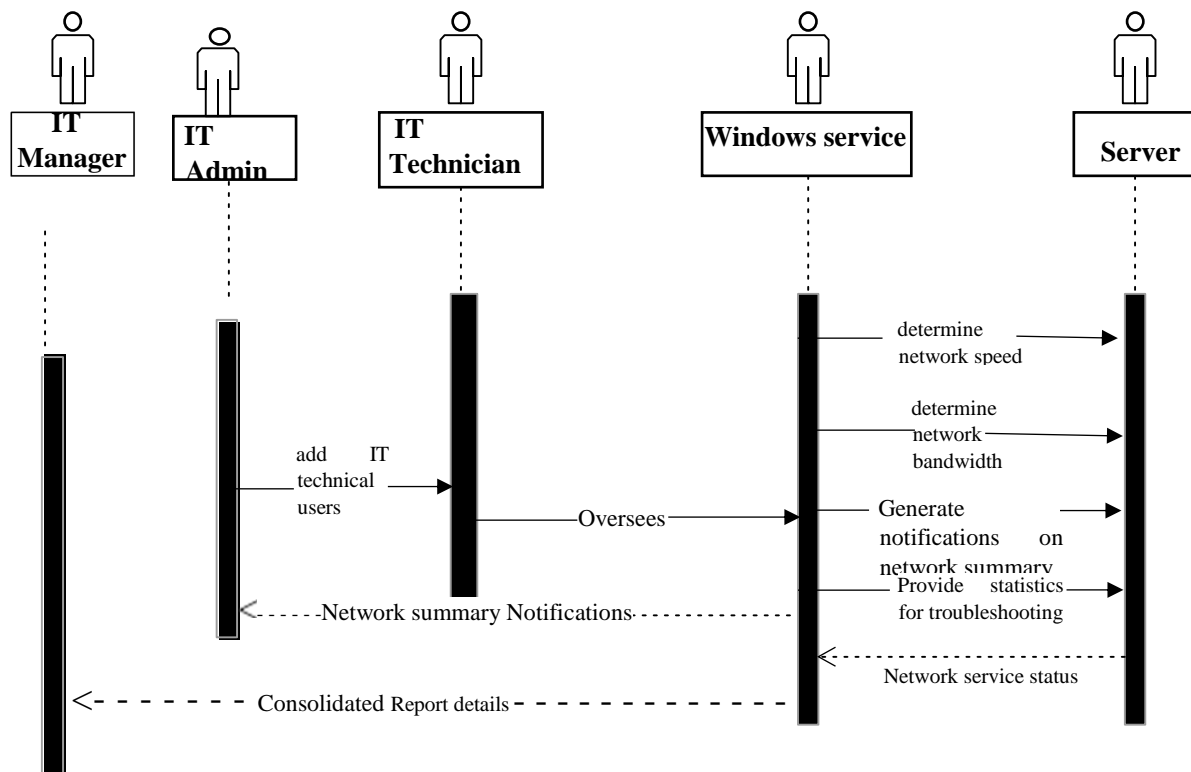 IT
Manager
IT
Admin
IT
Technician
Windows service
Server
determine
network speed
determine
network
bandwidth
add IT
technical
users
Oversees
Generate
notifications on
network summary
Provide statistics
for troubleshooting
Network summary Notifications
Network service status
Consolidated Report details